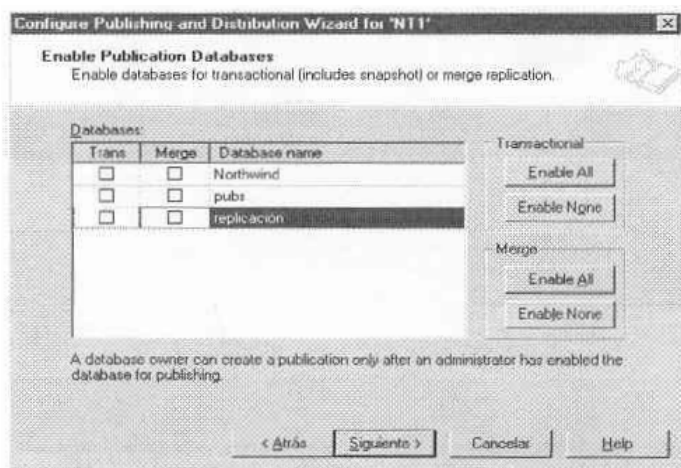 Configure Publishing and Distribution Wizard for 'NT1'
Enable Publication Databases
Enable databases for transactional (includes snapshot) or merge replication.
Databases:
Trans Merge Database name
Northwind
pubs
replicación
Transactional
Enable All
Enable None
Merge
Enable All
Enable None
A database owner can create a publication only after an administrator has enabled the
database for publishing.
< Atrás Siguiente > Cancelar Help